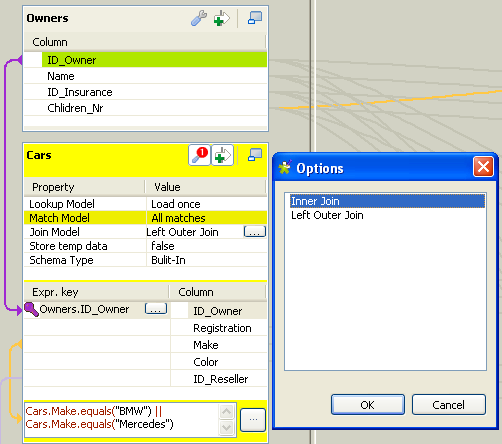 Owners
Column
ID_Owner
Name
ID_Insurance
Chlidren_Nr
Cars
Property Value
Lookup Model Load once
Match Model All matches
Join Model Left Outer Join ...
Store temp data false
Schema Type Bulit-In
Expr. key Column
Owners.ID_Owner ... ID_Owner
Registration
Make
Color
ID_Reseller
Cars.Make.equals("BMW") ||
Cars.Make.equals("Mercedes")
...
Options
Inner Join
Left Outer Join
OK Cancel